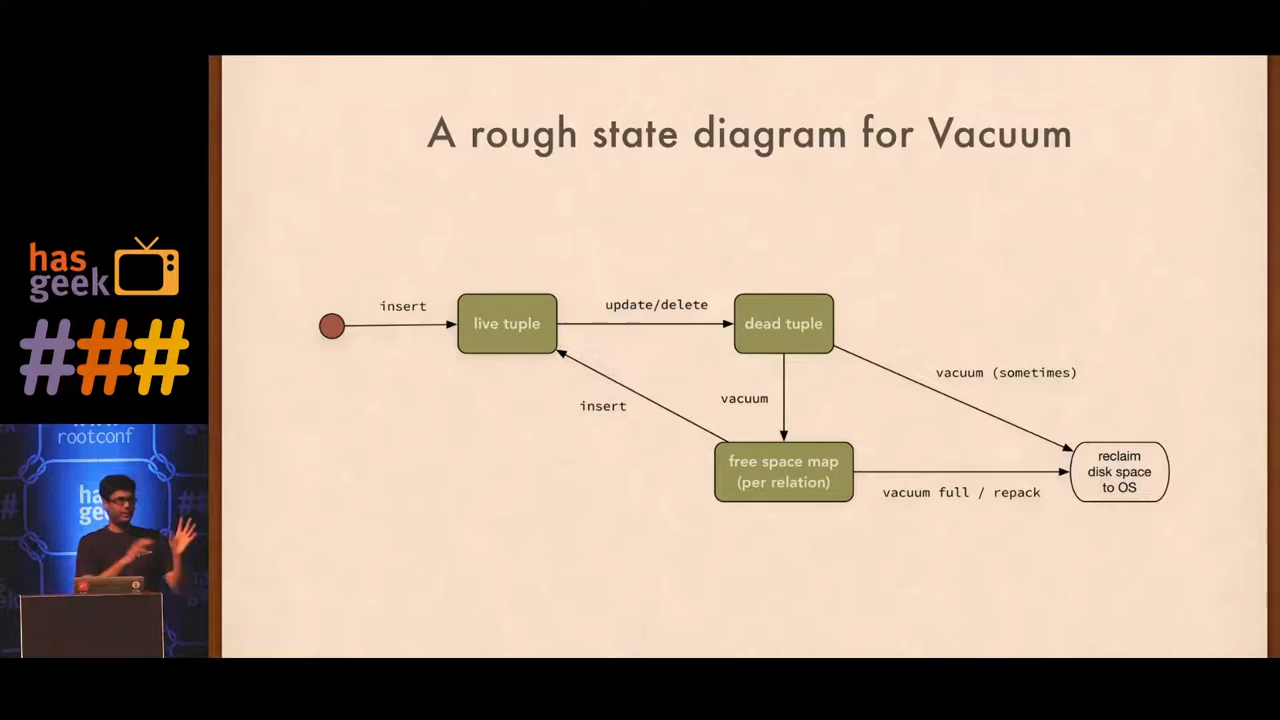 A rough state diagram for Vacuum
has
geek
###
insert
live tuple
update/delete
dead tuple
vacuum (sometimes)
vacuum
insert
free space map
(per relation)
vacuum full / repack
reclaim
disk space
to OS
rootconf
has